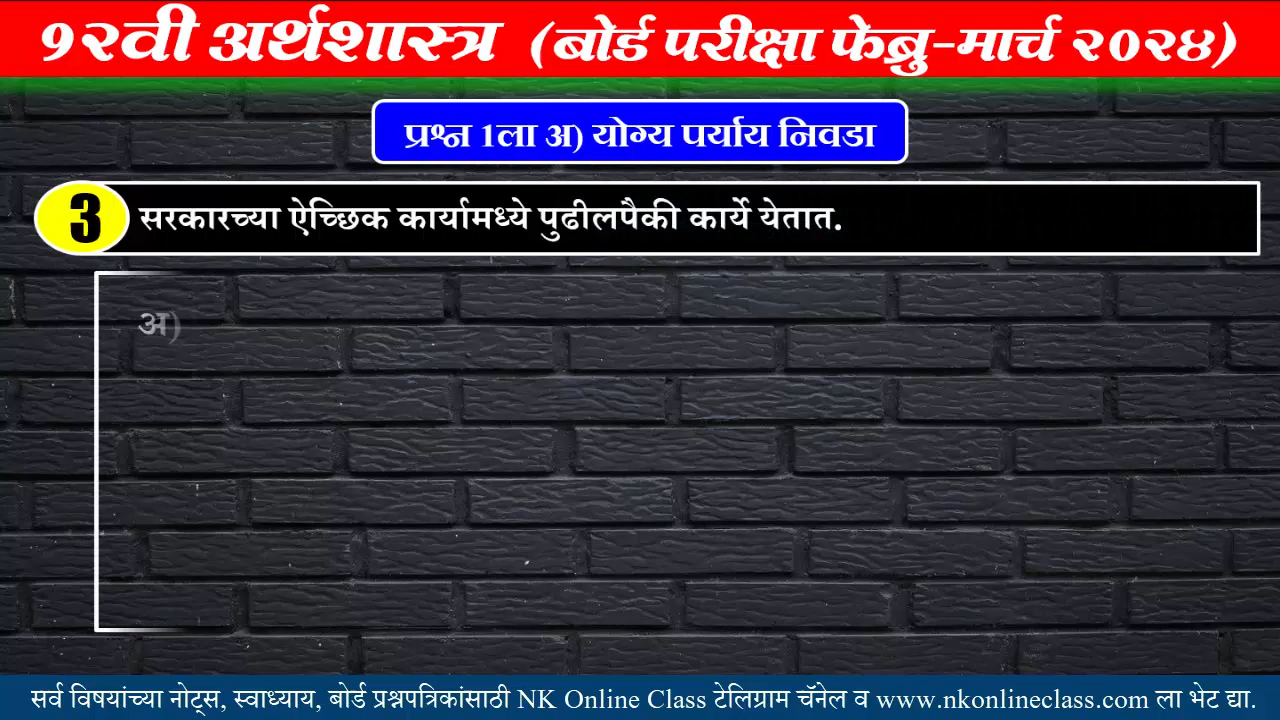 १२वी अर्थशास्त्र (बोर्ड परीक्षा फेब्रु-मार्च २०२४)
प्रश्न 1ला अ) योग्य पर्याय निवडा
3 सरकारच्या ऐच्छिक कार्यामध्ये पुढीलपैकी कार्ये येतात.
अ)
सर्व विषयांच्या नोट्स, स्वाध्याय, बोर्ड प्रश्नपत्रिकांसाठी NK Online Class टेलिग्राम चॅनेल व www.nkonlineclass.com ला भेट द्या.